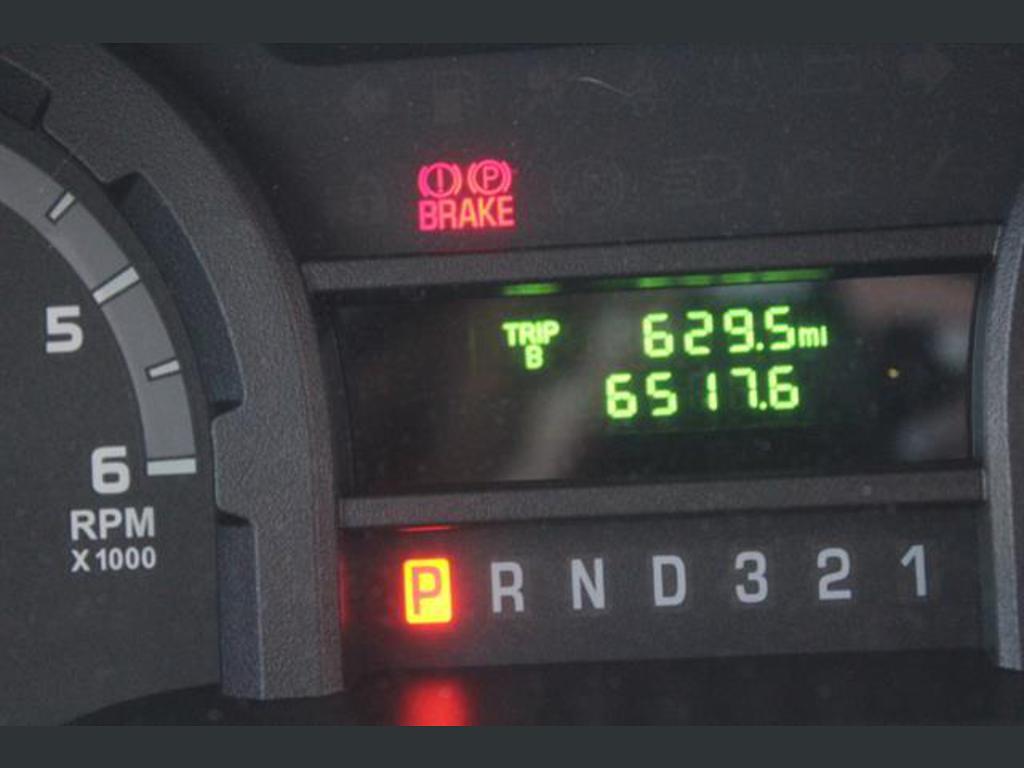 (!) (P)
BRAKE
5
TRIP B 629.5mi
6517.6
6
RPM
X1000
P R N D 3 2 1